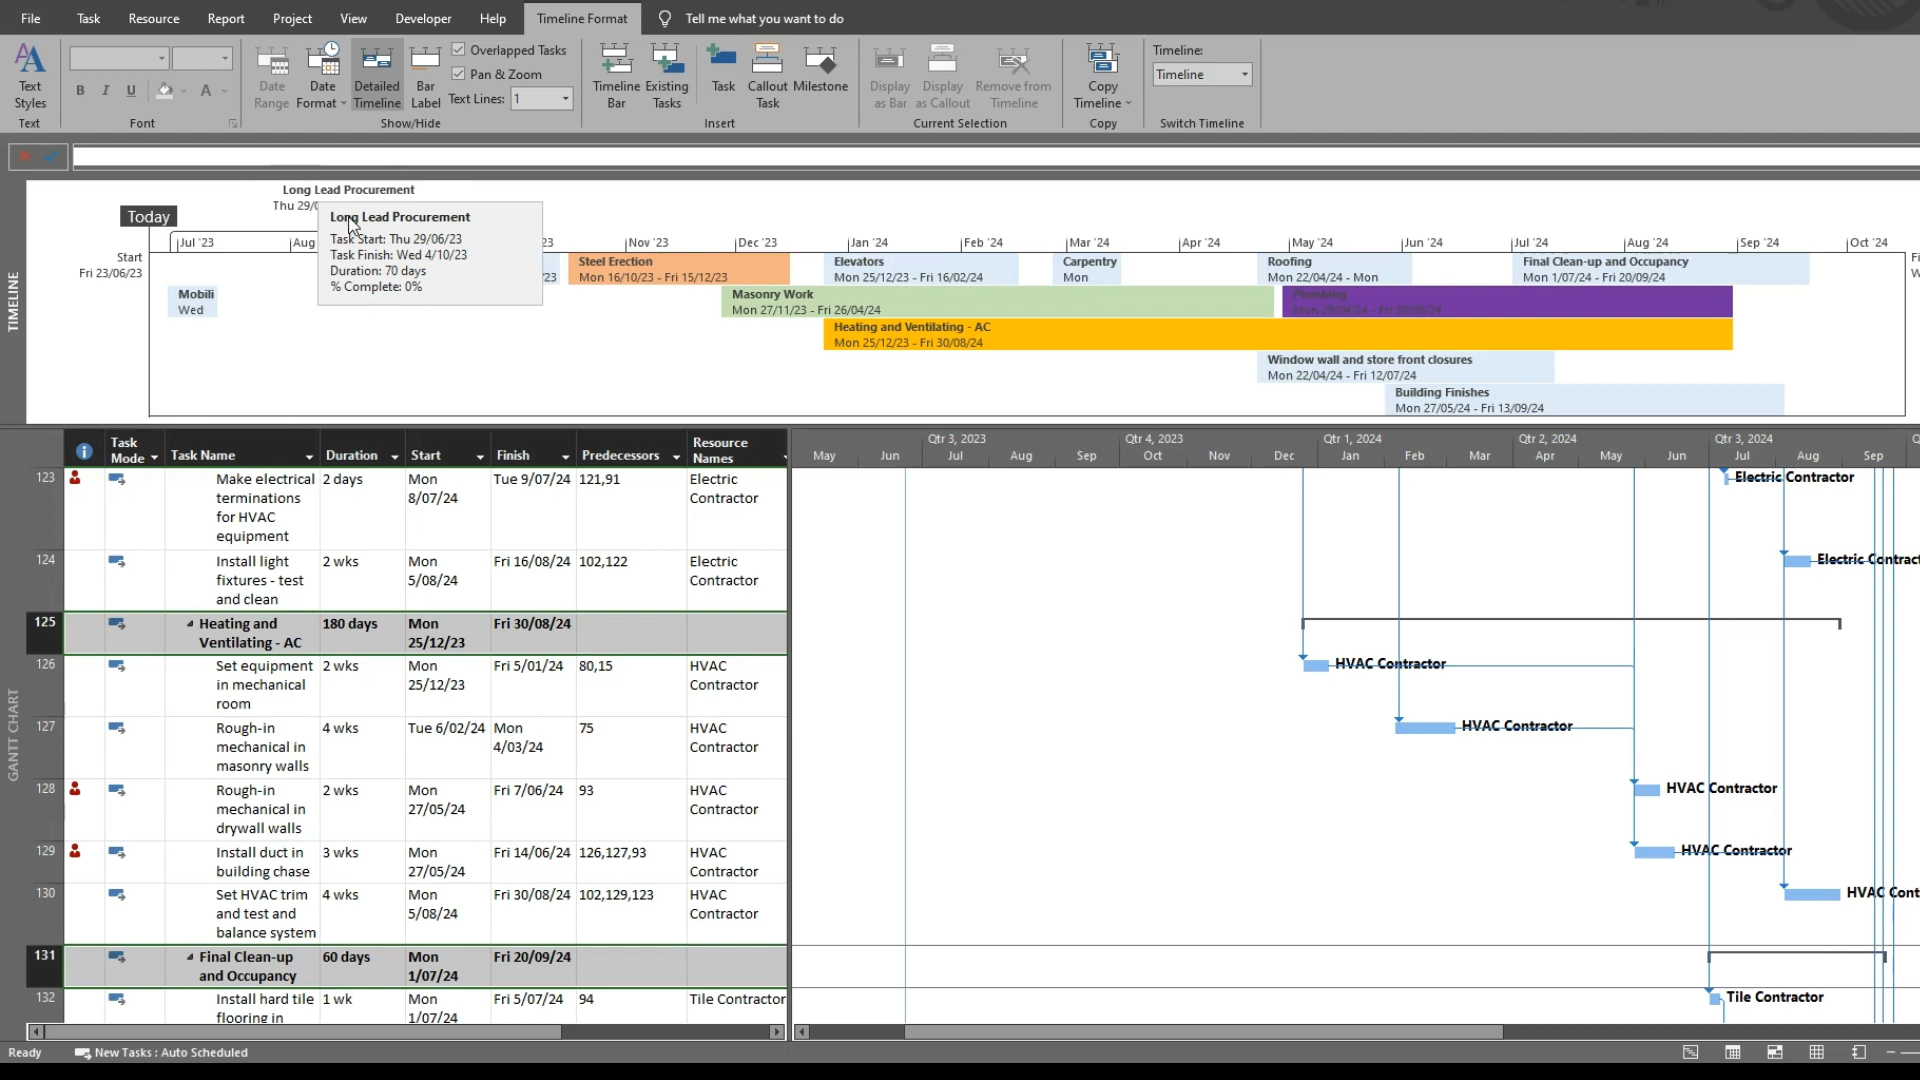 File Task Resource Report Project View Developer Help Timeline Format Tell me what you want to do
Text Styles
Date Range
Date Format
Detailed Timeline
Bar Label
Overlapped Tasks
Pan & Zoom
Text Lines: 1
Timeline Bar
Existing Tasks
Task
Callout Task
Milestone
Display as Bar
Display as Callout
Remove from Timeline
Copy Timeline
Timeline:
Timeline
B I U A
Text Font Show/Hide Insert Current Selection Copy Switch Timeline
TIMELINE
Long Lead Procurement
Thu 29/0
Today
Long Lead Procurement
Task Start: Thu 29/06/23
Task Finish: Wed 4/10/23
Duration: 70 days
% Complete: 0%
Start
Fri 23/06/23
Jul '23 Aug 23 Nov '23 Dec '23 Jan '24 Feb '24 Mar '24 Apr '24 May '24 Jun '24 Jul '24 Aug '24 Sep '24 Oct '24
/23
Steel Erection
Mon 16/10/23 - Fri 15/12/23
Elevators
Mon 25/12/23 - Fri 16/02/24
Carpentry
Mon
Roofing
Mon 22/04/24 - Mon
Final Clean-up and Occupancy
Mon 1/07/24 - Fri 20/09/24
Mobili
Wed
Masonry Work
Mon 27/11/23 - Fri 26/04/24
Plumbing
Mon 29/04/24 - Fri 30/08/24
Heating and Ventilating - AC
Mon 25/12/23 - Fri 30/08/24
Window wall and store front closures
Mon 22/04/24 - Fri 12/07/24
Building Finishes
Mon 27/05/24 - Fri 13/09/24
GANTT CHART
Task Mode Task Name Duration Start Finish Predecessors Resource Names
Qtr 3, 2023 Qtr 4, 2023 Qtr 1, 2024 Qtr 2, 2024 Qtr 3, 2024
May Jun Jul Aug Sep Oct Nov Dec Jan Feb Mar Apr May Jun Jul Aug Sep
123 Make electrical 2 days Mon Tue 9/07/24 121,91 Electric
terminations 8/07/24 Contractor
for HVAC
equipment
Electric Contractor
124 Install light 2 wks Mon Fri 16/08/24 102,122 Electric
fixtures - test 5/08/24 Contractor
and clean
Electric Contract
125 Heating and 180 days Mon Fri 30/08/24
Ventilating - AC 25/12/23
126 Set equipment 2 wks Mon Fri 5/01/24 80,15 HVAC
in mechanical 25/12/23 Contractor
room
HVAC Contractor
127 Rough-in 4 wks Tue 6/02/24 Mon 75 HVAC
mechanical in 4/03/24 Contractor
masonry walls
HVAC Contractor
128 Rough-in 2 wks Mon Fri 7/06/24 93 HVAC
mechanical in 27/05/24 Contractor
drywall walls
HVAC Contractor
129 Install duct in 3 wks Mon Fri 14/06/24 126,127,93 HVAC
building chase 27/05/24 Contractor
HVAC Contractor
130 Set HVAC trim 4 wks Mon Fri 30/08/24 102,129,123 HVAC
and test and 5/08/24 Contractor
balance system
HVAC Cont
131 Final Clean-up 60 days Mon Fri 20/09/24
and Occupancy 1/07/24
132 Install hard tile 1 wk Mon Fri 5/07/24 94 Tile Contractor
flooring in 1/07/24
Tile Contractor
Ready New Tasks : Auto Scheduled